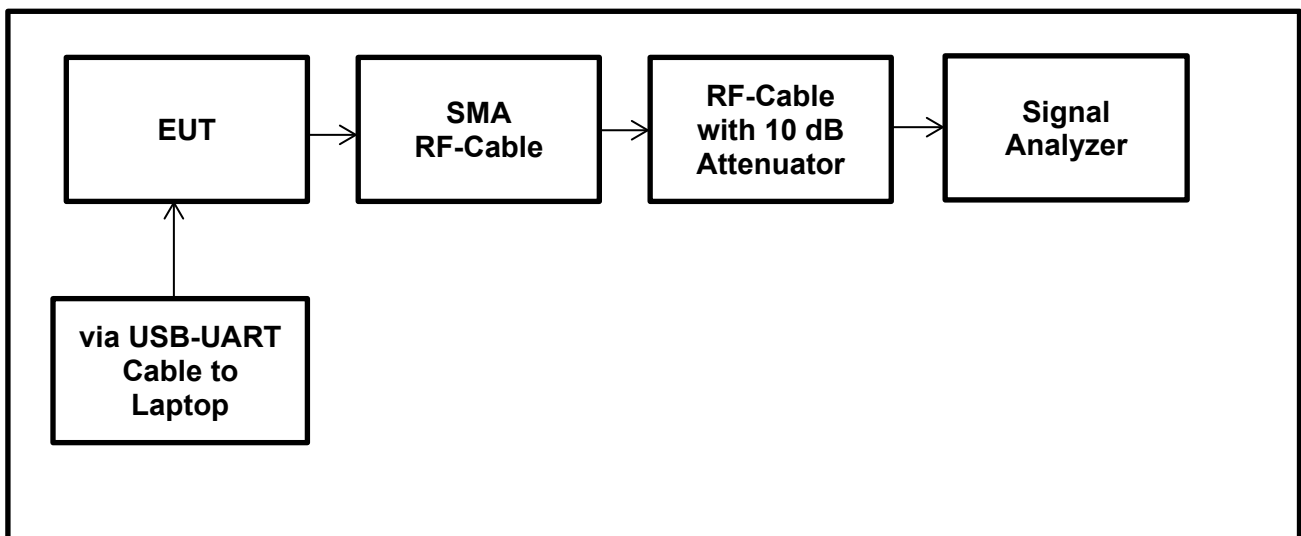 EUT
SMA
RF-Cable
RF-Cable
with 10 dB
Attenuator
Signal
Analyzer
via USB-UART
Cable to
Laptop